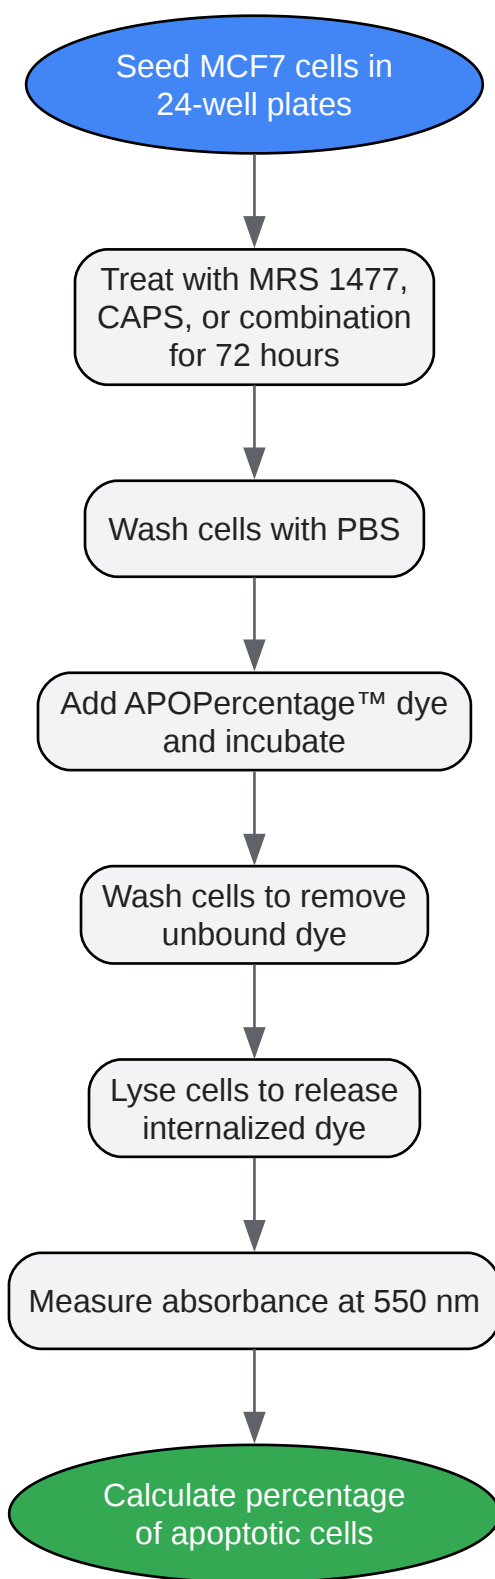 Seed MCF7 cells in
24-well plates
Treat with MRS 1477,
CAPS, or combination
for 72 hours
Wash cells with PBS
Add APOPercentage™ dye
and incubate
Wash cells to remove
unbound dye
Lyse cells to release
internalized dye
Measure absorbance at 550 nm
Calculate percentage
of apoptotic cells